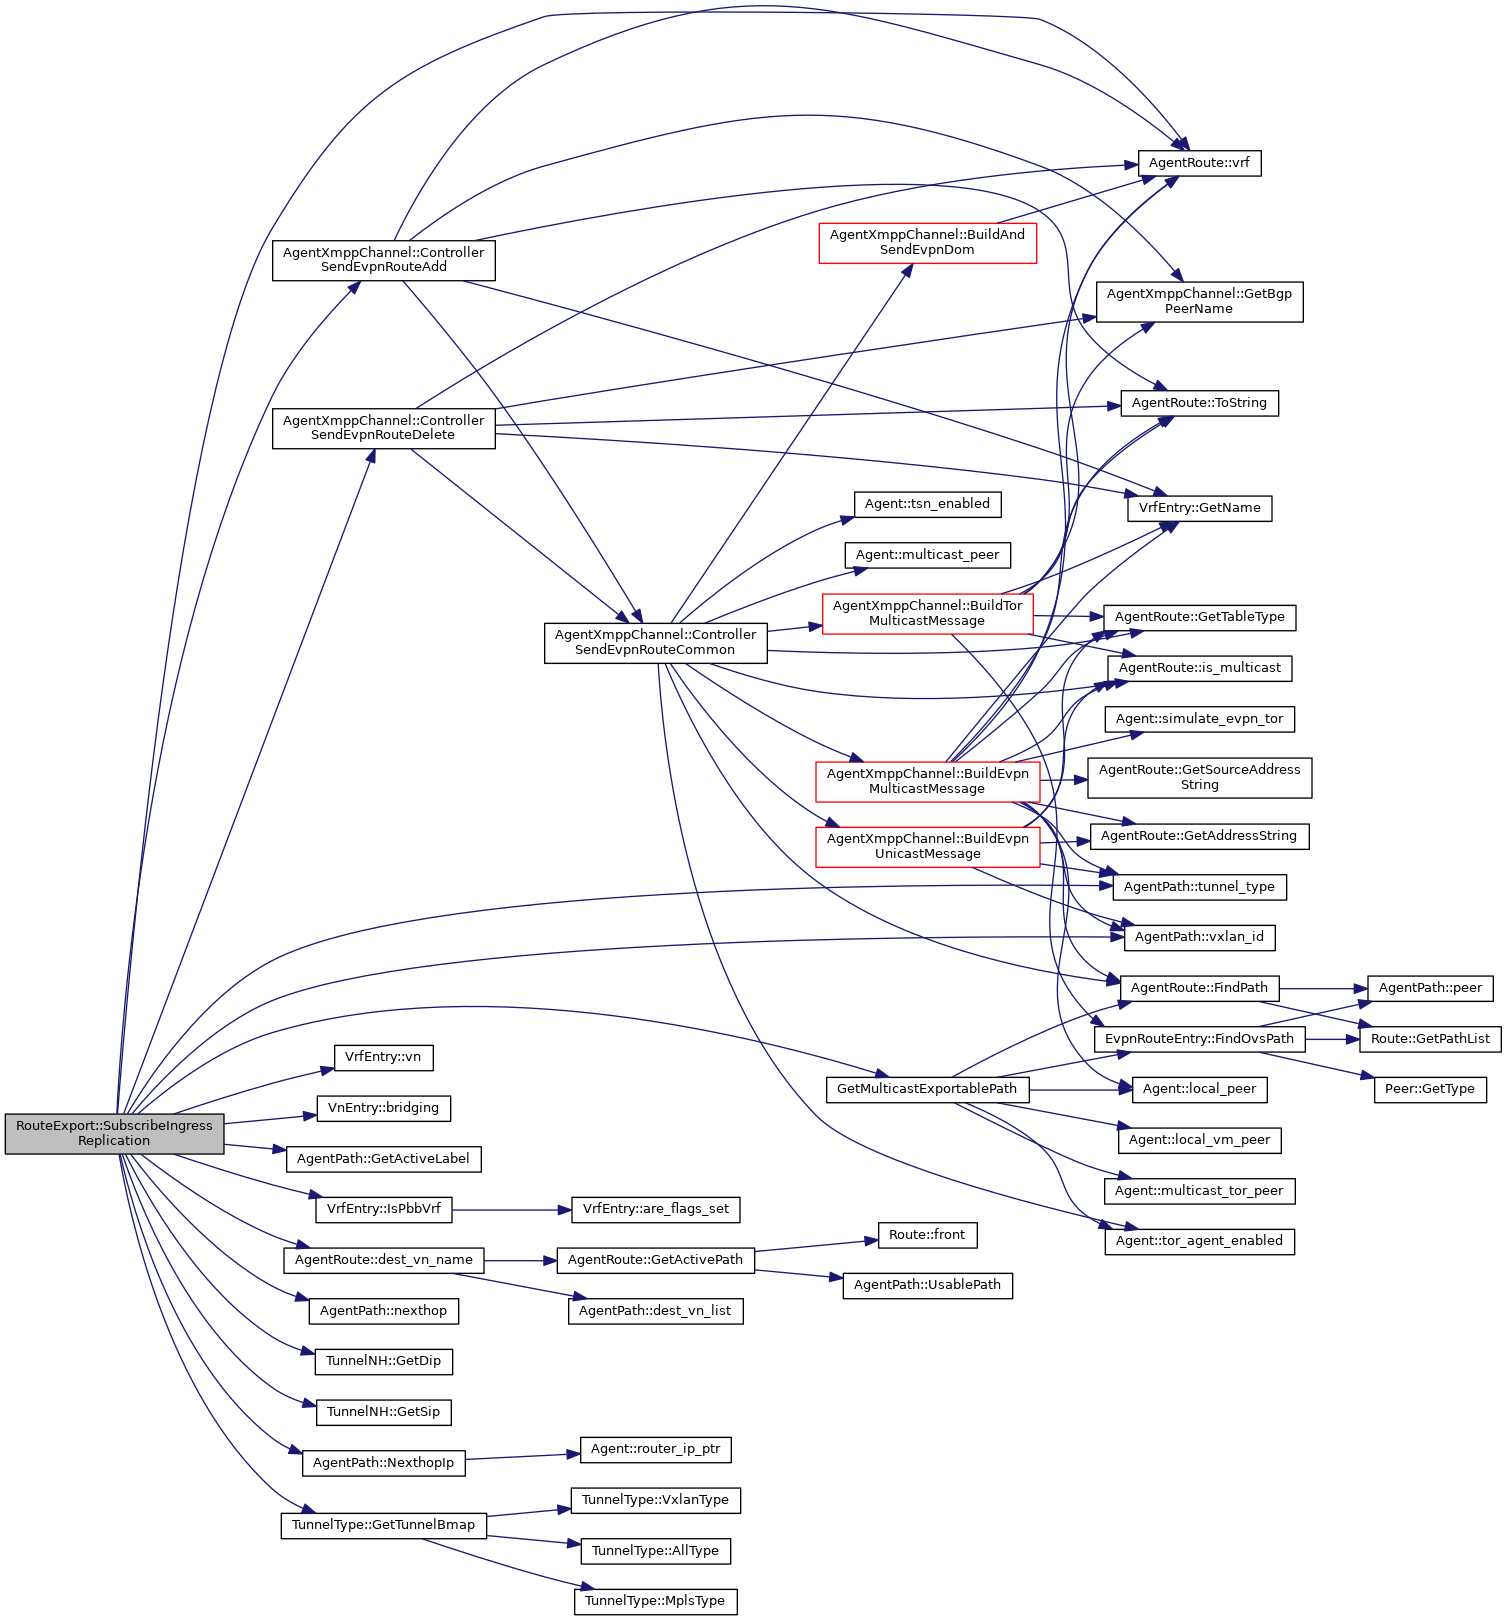 RouteExport::SubscribeIngress
Replication
AgentXmppChannel::Controller
SendEvpnRouteAdd
AgentXmppChannel::Controller
SendEvpnRouteDelete
VrfEntry::vn
VnEntry::bridging
AgentPath::GetActiveLabel
VrfEntry::IsPbbVrf
AgentRoute::dest_vn_name
AgentPath::nexthop
TunnelNH::GetDip
TunnelNH::GetSip
AgentPath::NexthopIp
TunnelType::GetTunnelBmap
AgentXmppChannel::Controller
SendEvpnRouteCommon
VrfEntry::are_flags_set
AgentRoute::GetActivePath
AgentPath::dest_vn_list
Agent::router_ip_ptr
TunnelType::VxlanType
TunnelType::AllType
TunnelType::MplsType
AgentXmppChannel::BuildAnd
SendEvpnDom
Agent::tsn_enabled
Agent::multicast_peer
AgentXmppChannel::BuildTor
MulticastMessage
AgentXmppChannel::BuildEvpn
MulticastMessage
AgentXmppChannel::BuildEvpn
UnicastMessage
GetMulticastExportablePath
Route::front
AgentPath::UsablePath
AgentRoute::vrf
AgentXmppChannel::GetBgp
PeerName
AgentRoute::ToString
VrfEntry::GetName
AgentRoute::GetTableType
AgentRoute::is_multicast
Agent::simulate_evpn_tor
AgentRoute::GetSourceAddress
String
AgentRoute::GetAddressString
AgentPath::tunnel_type
AgentPath::vxlan_id
AgentRoute::FindPath
EvpnRouteEntry::FindOvsPath
Agent::local_peer
Agent::local_vm_peer
Agent::multicast_tor_peer
Agent::tor_agent_enabled
AgentPath::peer
Route::GetPathList
Peer::GetType